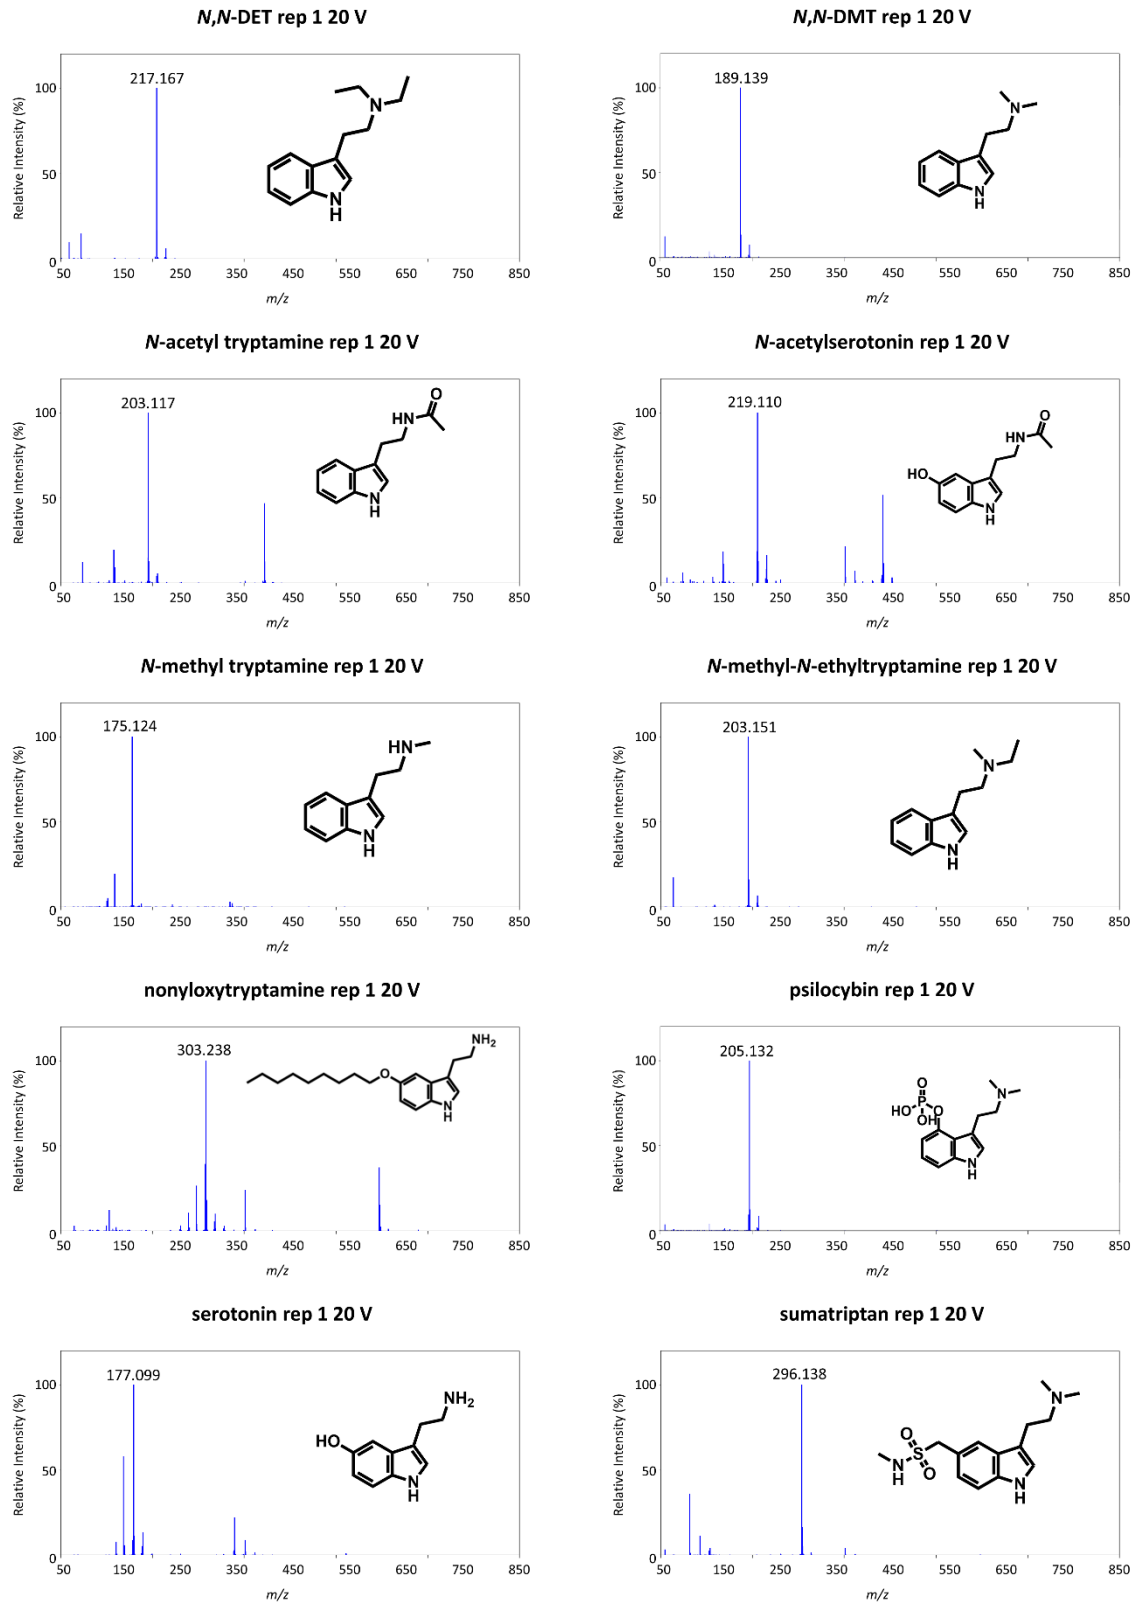 N,N-DET rep 1 20 V
Relative Intensity (%)
100
50
0
217.167
N
N
H
50 150 250 350 450 550 650 750 850
m/z
N,N-DMT rep 1 20 V
Relative Intensity (%)
100
50
0
189.139
N
N
H
50 150 250 350 450 550 650 750 850
m/z
N-acetyl tryptamine rep 1 20 V
Relative Intensity (%)
100
50
0
203.117
O
HN
N
H
50 150 250 350 450 550 650 750 850
m/z
N-acetylserotonin rep 1 20 V
Relative Intensity (%)
100
50
0
219.110
O
HN
HO
N
H
50 150 250 350 450 550 650 750 850
m/z
N-methyl tryptamine rep 1 20 V
Relative Intensity (%)
100
50
0
175.124
HN
N
H
50 150 250 350 450 550 650 750 850
m/z
N-methyl-N-ethyltryptamine rep 1 20 V
Relative Intensity (%)
100
50
0
203.151
N
N
H
50 150 250 350 450 550 650 750 850
m/z
nonyloxytryptamine rep 1 20 V
Relative Intensity (%)
100
50
0
303.238
NH2
O
N
H
50 150 250 350 450 550 650 750 850
m/z
psilocybin rep 1 20 V
Relative Intensity (%)
100
50
0
205.132
O
N
HO P O
OH
N
H
50 150 250 350 450 550 650 750 850
m/z
serotonin rep 1 20 V
Relative Intensity (%)
100
50
0
177.099
NH2
HO
N
H
50 150 250 350 450 550 650 750 850
m/z
sumatriptan rep 1 20 V
Relative Intensity (%)
100
50
0
296.138
N
O
S
N
H
O
N
H
50 150 250 350 450 550 650 750 850
m/z